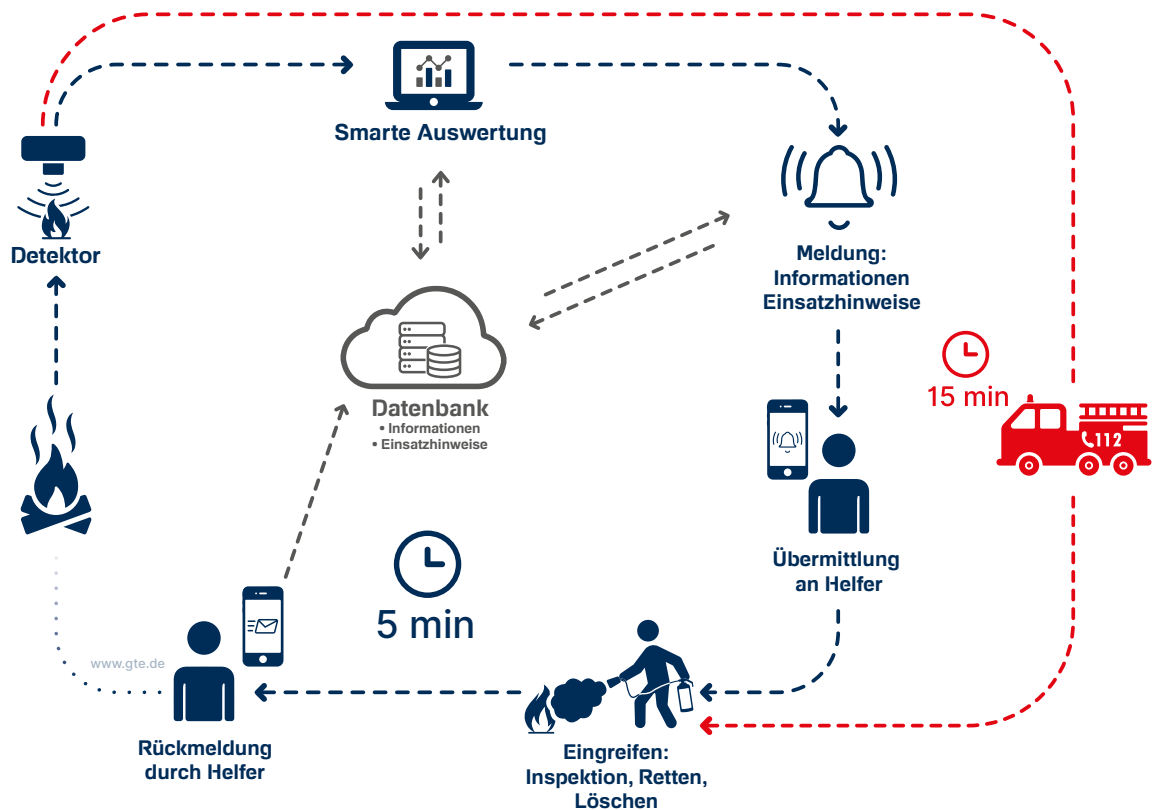 Smarte Auswertung
Detektor
Meldung:
Informationen
Einsatzhinweise
15 min
112
Datenbank
• Informationen
• Einsatzhinweise
Übermittlung
an Helfer
5 min
www.gte.de
Rückmeldung
durch Helfer
Eingreifen:
Inspektion, Retten,
Löschen